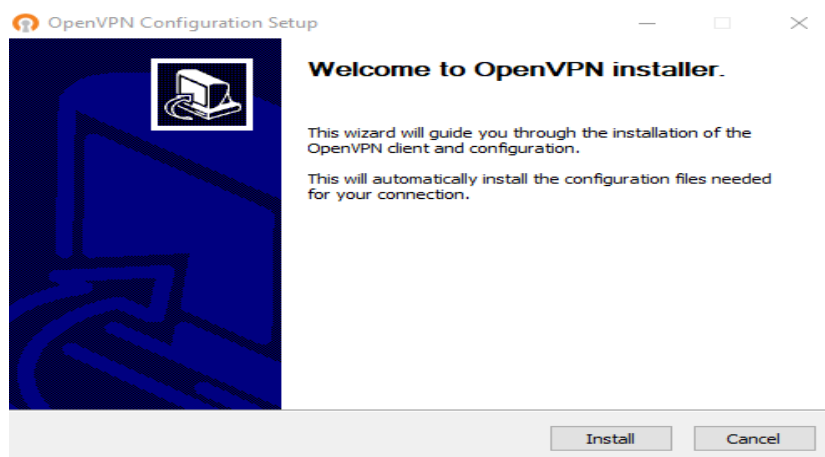 OpenVPN Configuration Setup
Welcome to OpenVPN installer.
This wizard will guide you through the installation of the
OpenVPN client and configuration.
This will automatically install the configuration files needed
for your connection.
Install
Cancel